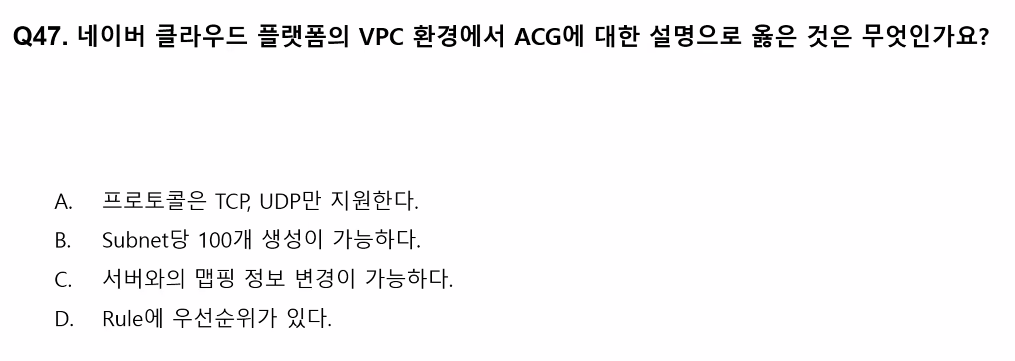 Q47. 네이버 클라우드 플랫폼의 VPC 환경에서 ACG에 대한 설명으로 옳은 것은 무엇인가요?
A. 프로토콜은 TCP, UDP만 지원한다.
B. Subnet당 100개 생성이 가능하다.
C. 서버와의 맵핑 정보 변경이 가능하다.
D. Rule에 우선순위가 있다.